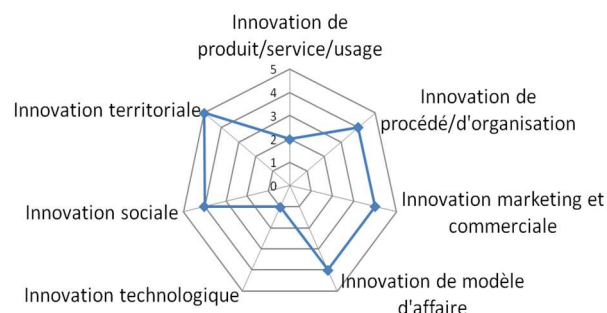 Innovation de
produit/service/usage
5
4
3
2
1
0
Innovation de
procédé/d'organisation
Innovation marketing et
commerciale
Innovation de modèle
d'affaire
Innovation technologique
Innovation sociale
Innovation territoriale